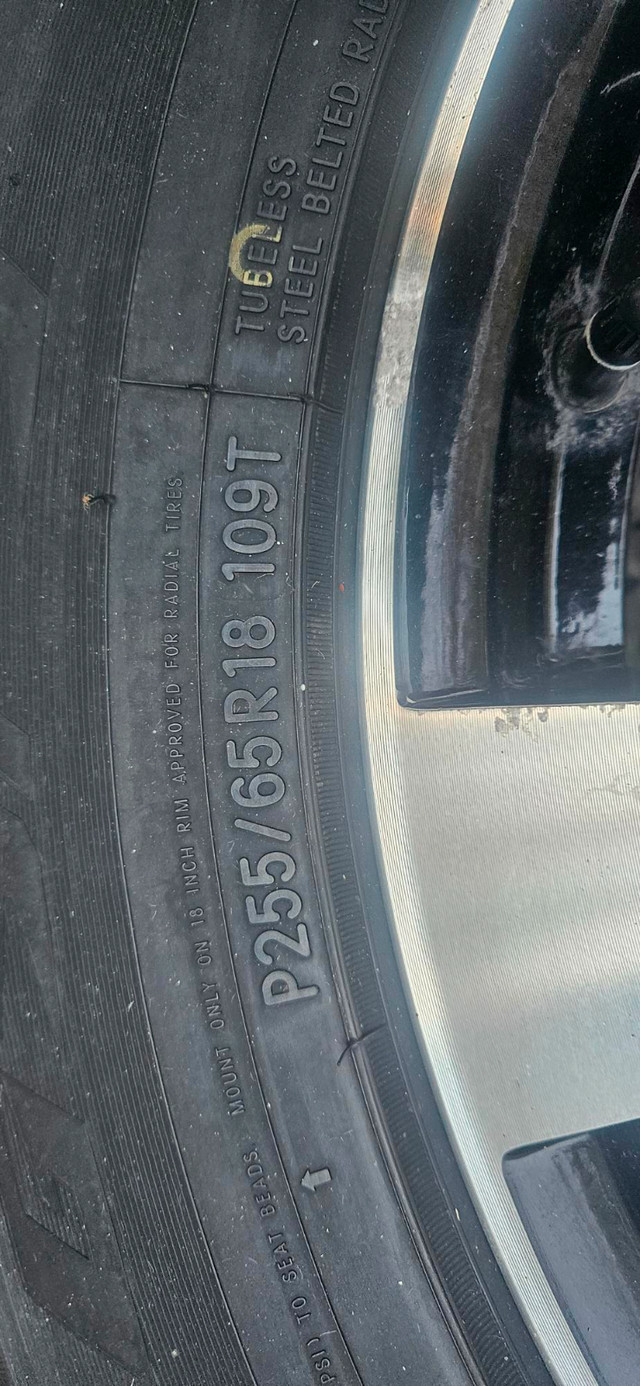 TUBELESS
STEEL BELTED
P255/65R18 109T
PSI) TO SEAT BEADS. MOUNT ONLY ON 18 INCH RIM APPROVED FOR RADIAL TIRES